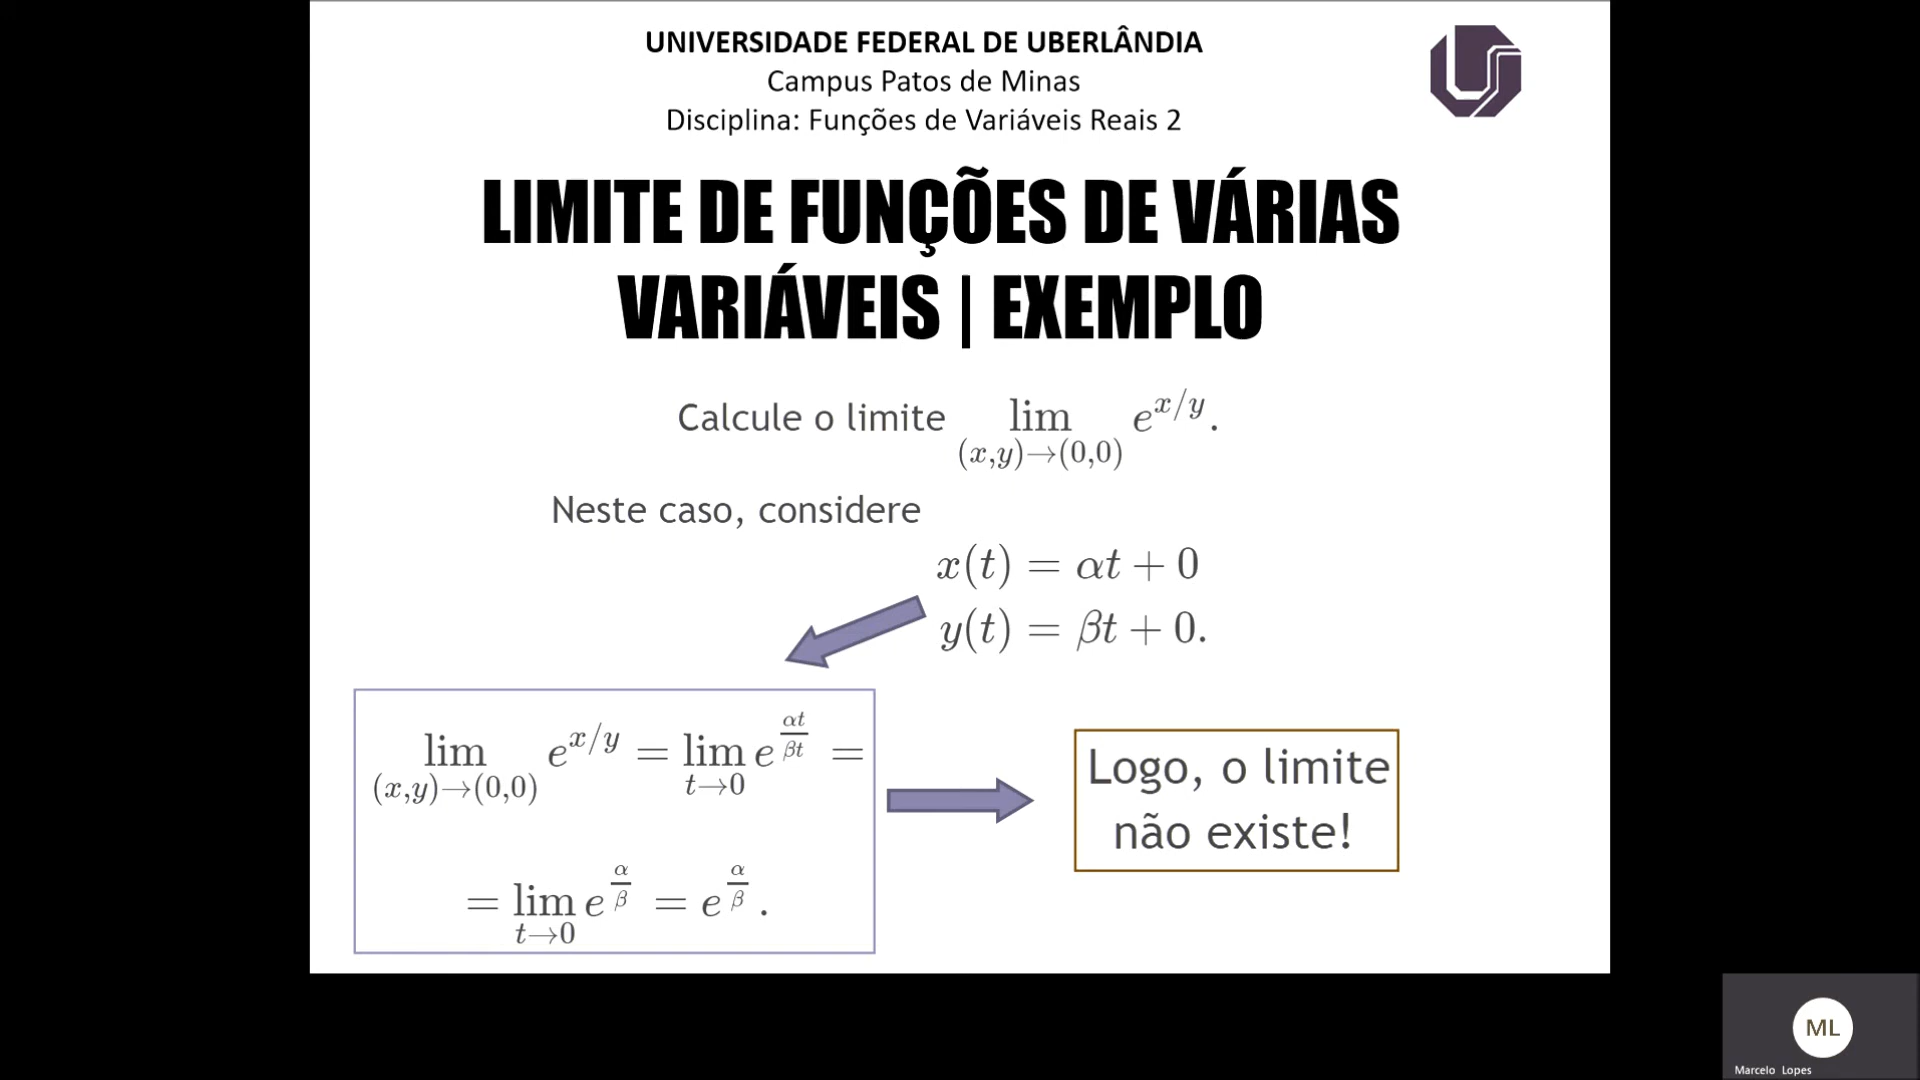 UNIVERSIDADE FEDERAL DE UBERLÂNDIA
Campus Patos de Minas
Disciplina: Funções de Variáveis Reais 2
LIMITE DE FUNÇÕES DE VÁRIAS
VARIÁVEIS | EXEMPLO
Calcule o limite lim e^{x/y}.
(x,y)→(0,0)
Neste caso, considere
x(t) = αt + 0
y(t) = βt + 0.
lim e^{x/y} = lim e^{αt/βt} =
(x,y)→(0,0) t→0
= lim e^{α/β} = e^{α/β}.
t→0
Logo, o limite
não existe!
ML
Marcelo Lopes